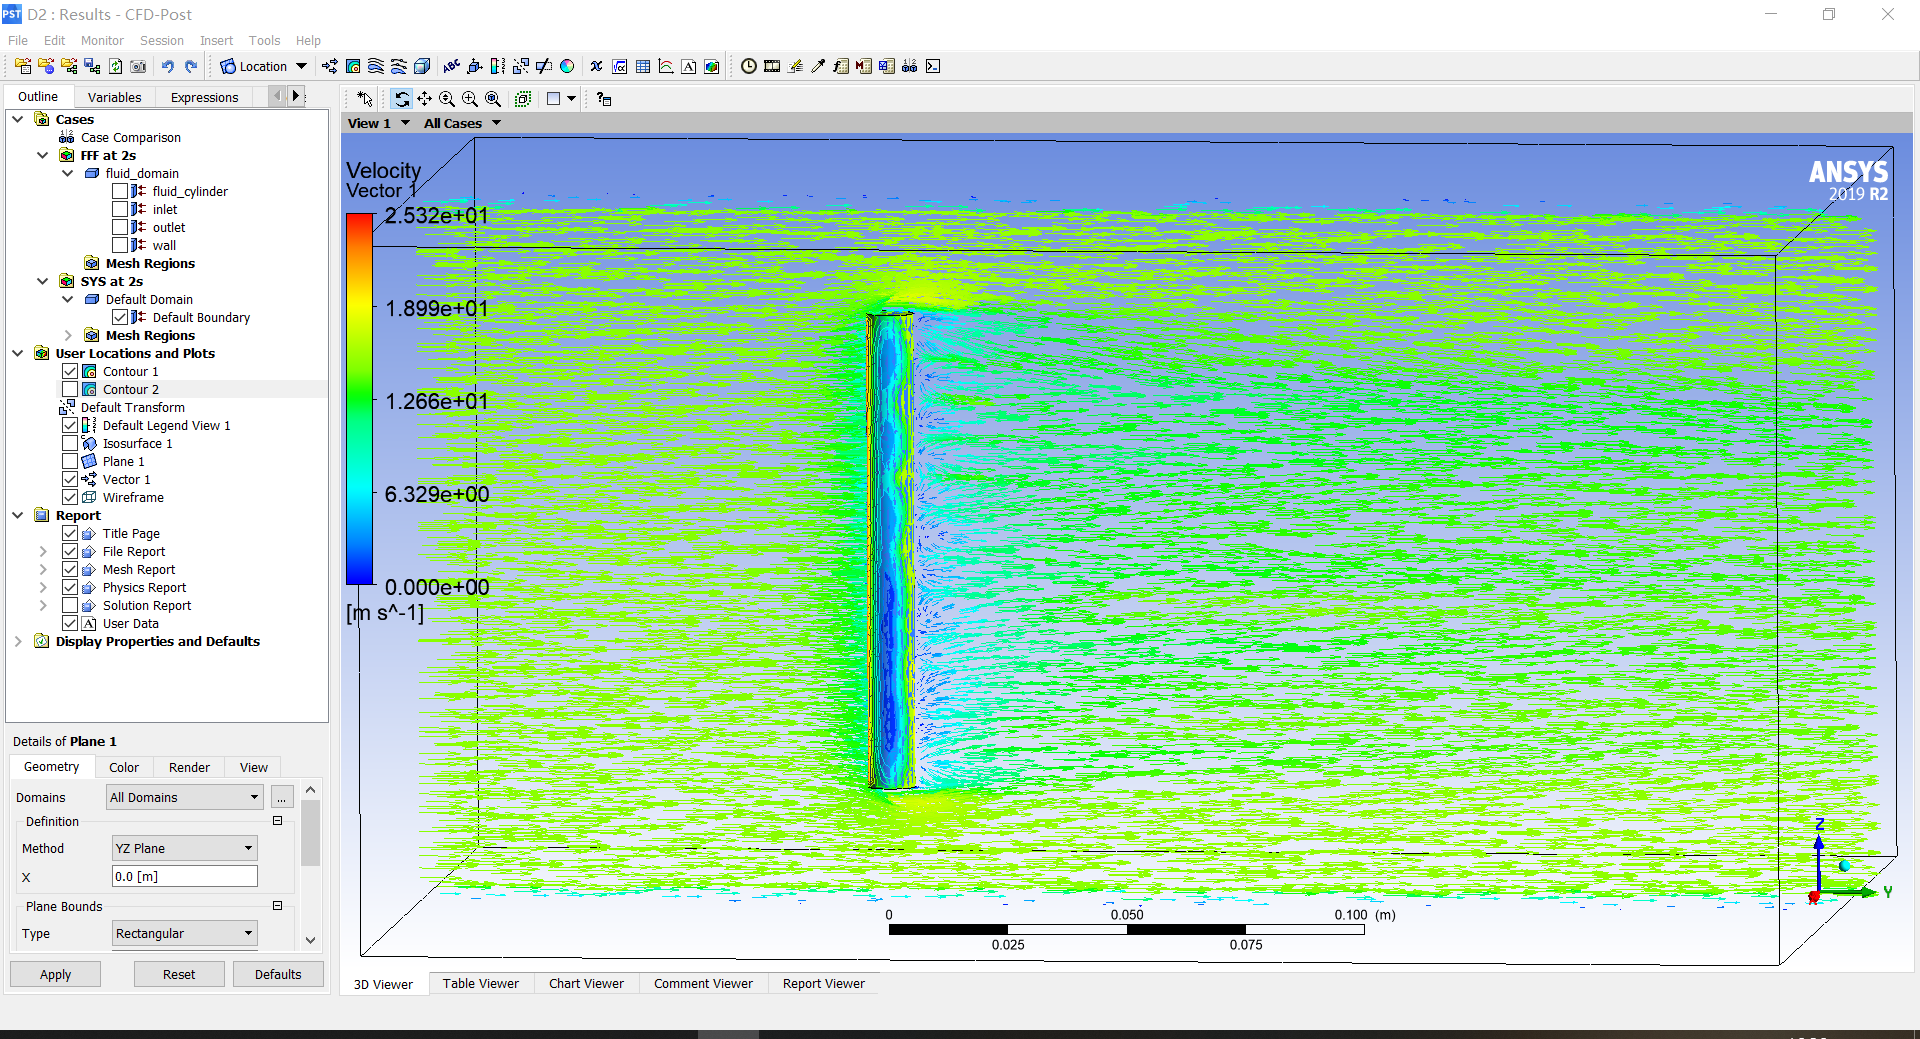 PST D2 : Results - CFD-Post
File Edit Monitor Session Insert Tools Help
Location
Outline Variables Expressions
Cases
Case Comparison
FFF at 2s
fluid_domain
fluid_cylinder
inlet
outlet
wall
Mesh Regions
SYS at 2s
Default Domain
Default Boundary
Mesh Regions
User Locations and Plots
Contour 1
Contour 2
Default Transform
Default Legend View 1
Isosurface 1
Plane 1
Vector 1
Wireframe
Report
Title Page
File Report
Mesh Report
Physics Report
Solution Report
User Data
Display Properties and Defaults
Details of Plane 1
Geometry Color Render View
Domains All Domains ...
Definition
Method YZ Plane
X 0.0 [m]
Plane Bounds
Type Rectangular
Apply Reset Defaults
View 1 All Cases
Velocity
Vector 1
2.532e+01
1.899e+01
1.266e+01
6.329e+00
0.000e+00
[m s^-1]
ANSYS
2019 R2
Z
Y
0 0.050 0.100 (m)
0.025 0.075
3D Viewer Table Viewer Chart Viewer Comment Viewer Report Viewer